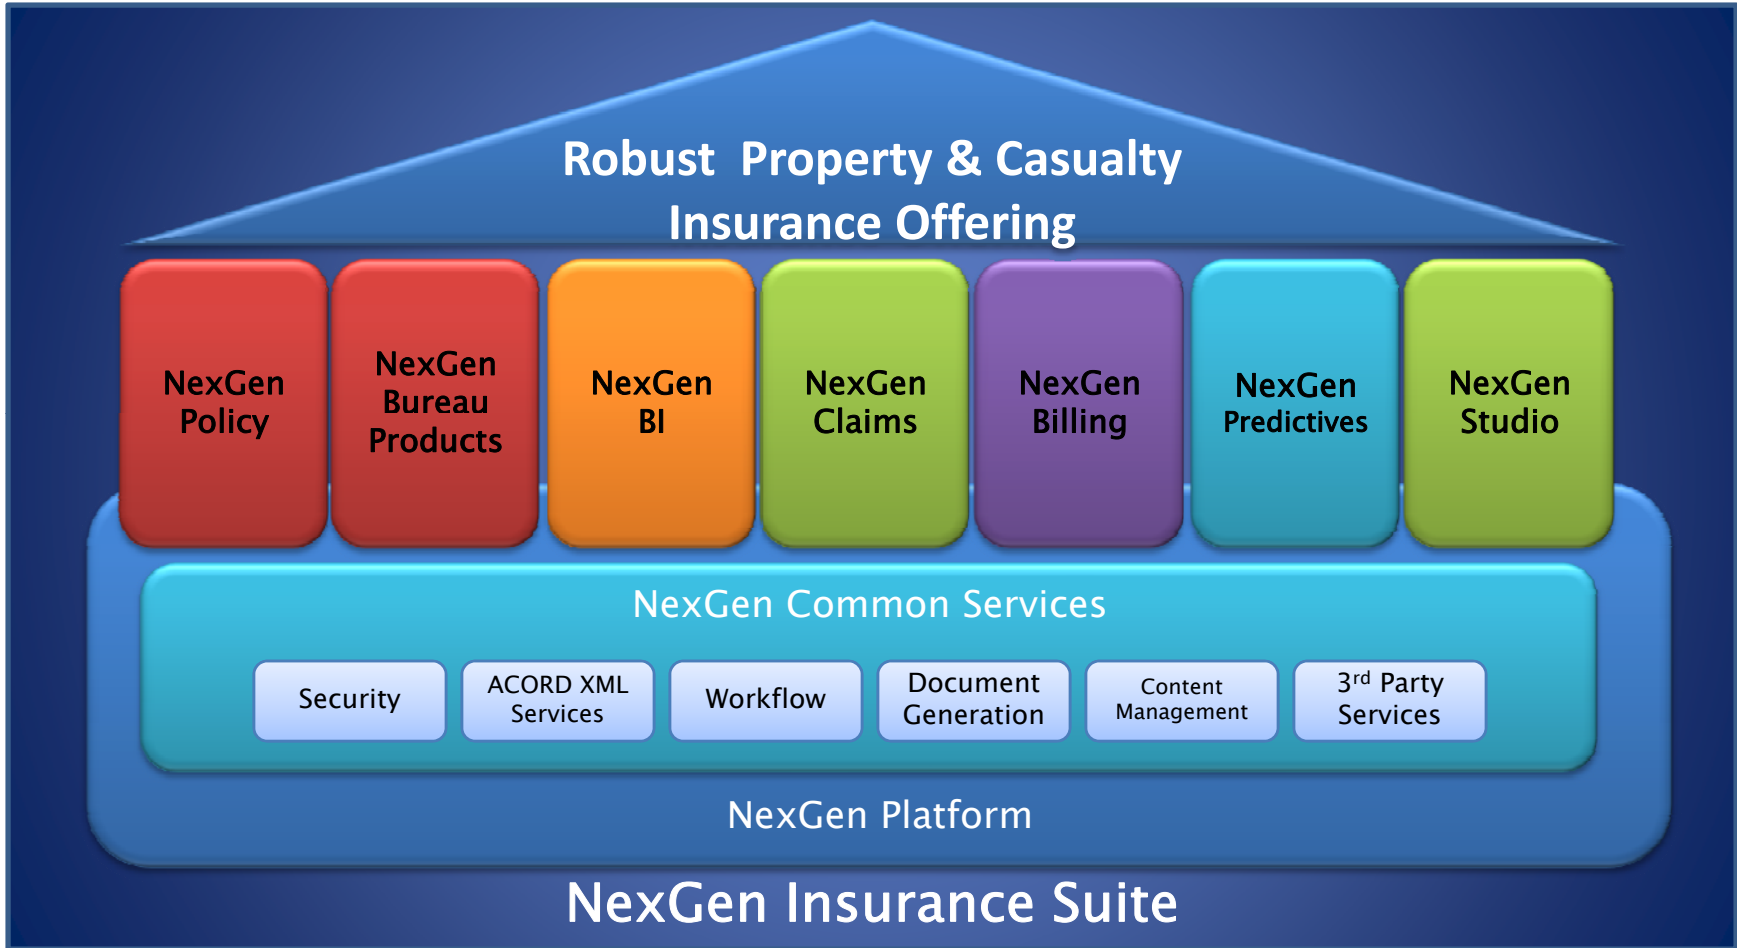 Robust Property & Casualty
Insurance Offering
NexGen
Policy
NexGen
Bureau
Products
NexGen
BI
NexGen
Claims
NexGen
Billing
NexGen
Predictives
NexGen
Studio
NexGen Common Services
Security
ACORD XML
Services
Workflow
Document
Generation
Content
Management
3rd Party
Services
NexGen Platform
NexGen Insurance Suite